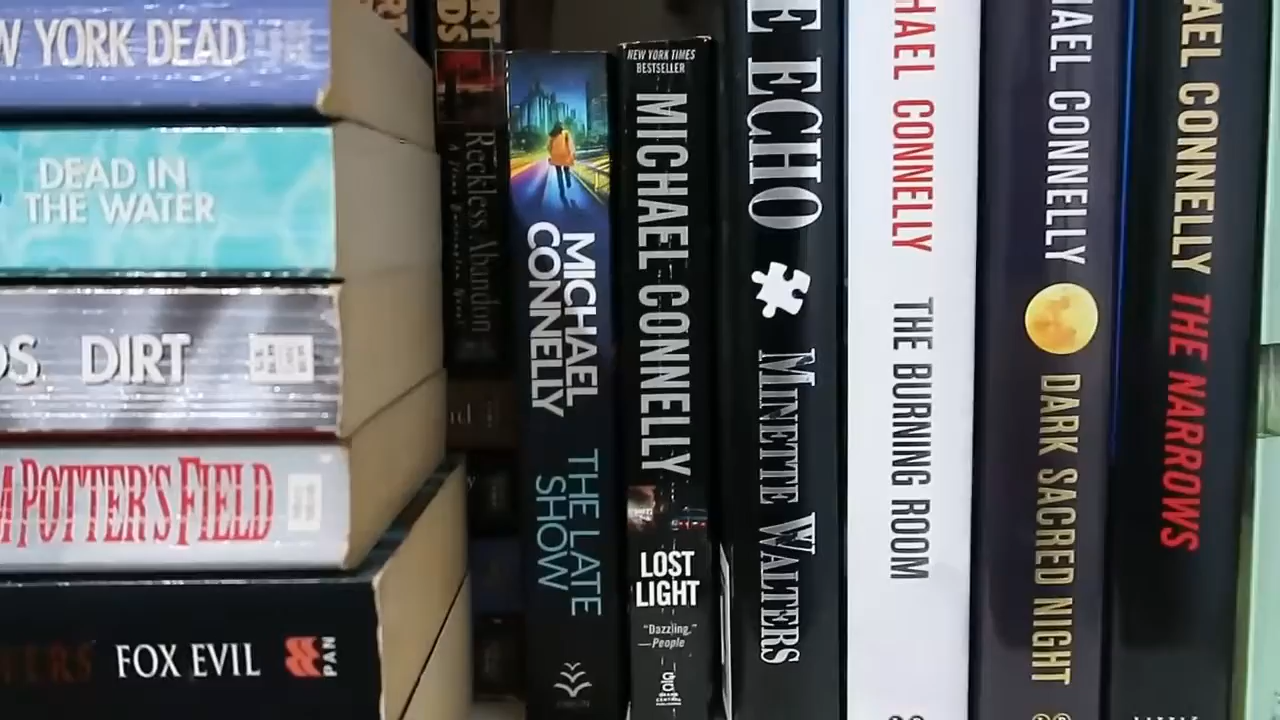 W YORK DEAD
DEAD IN
THE WATER
DS. DIRT
POTTER'S FIELD
FOX EVIL
PAN
Reckless Abandon
MICHAEL
CONNELLY
THE LATE
SHOW
NEW YORK TIMES
BESTSELLER
MICHAEL CONNELLY
LOST
LIGHT
"Dazzling."
—People
E ECHO
MINETTE WALTERS
HAEL CONNELLY THE BURNING ROOM
HAEL CONNELLY DARK SACRED NIGHT
AEL CONNELLY THE NARROWS